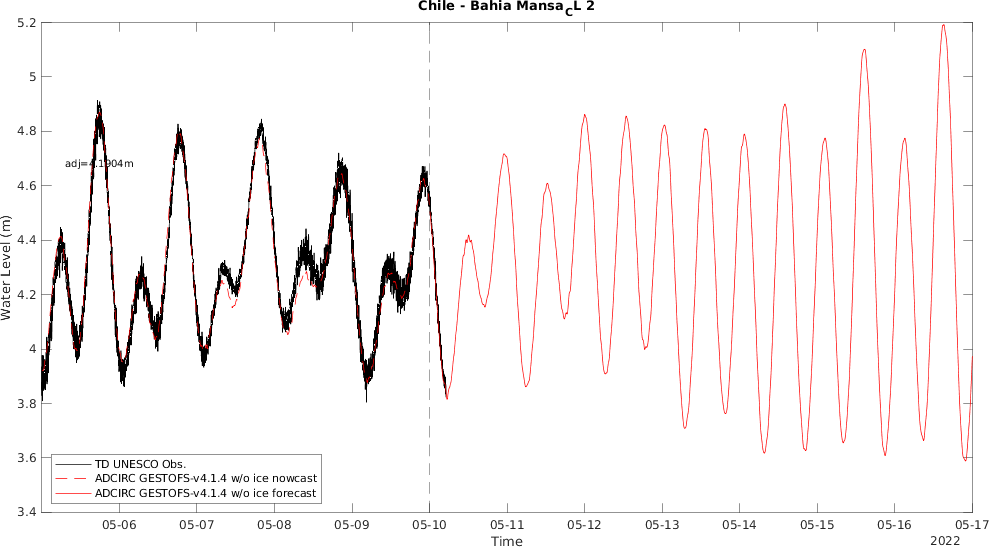 Chile - Bahia Mansa_CL 2
5.2
5
4.8
4.6
4.4
4.2
4
3.8
3.6
3.4
Water Level (m)
adj=4.1904m
TD UNESCO Obs.
ADCIRC GESTOFS-v4.1.4 w/o ice nowcast
ADCIRC GESTOFS-v4.1.4 w/o ice forecast
05-06 05-07 05-08 05-09 05-10 05-11 05-12 05-13 05-14 05-15 05-16 05-17
Time
2022